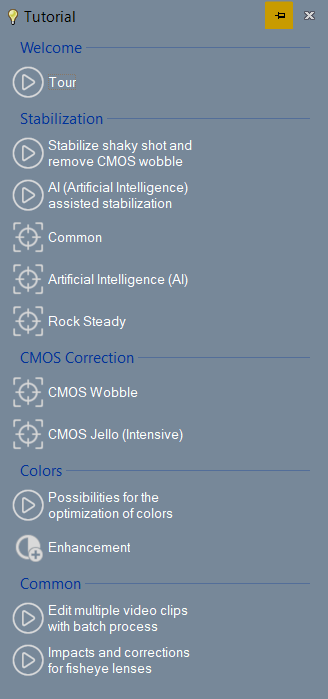 Tutorial
Welcome
Tour
Stabilization
Stabilize shaky shot and
remove CMOS wobble
AI (Artificial Intelligence)
assisted stabilization
Common
Artificial Intelligence (AI)
Rock Steady
CMOS Correction
CMOS Wobble
CMOS Jello (Intensive)
Colors
Possibilities for the
optimization of colors
Enhancement
Common
Edit multiple video clips
with batch process
Impacts and corrections
for fisheye lenses